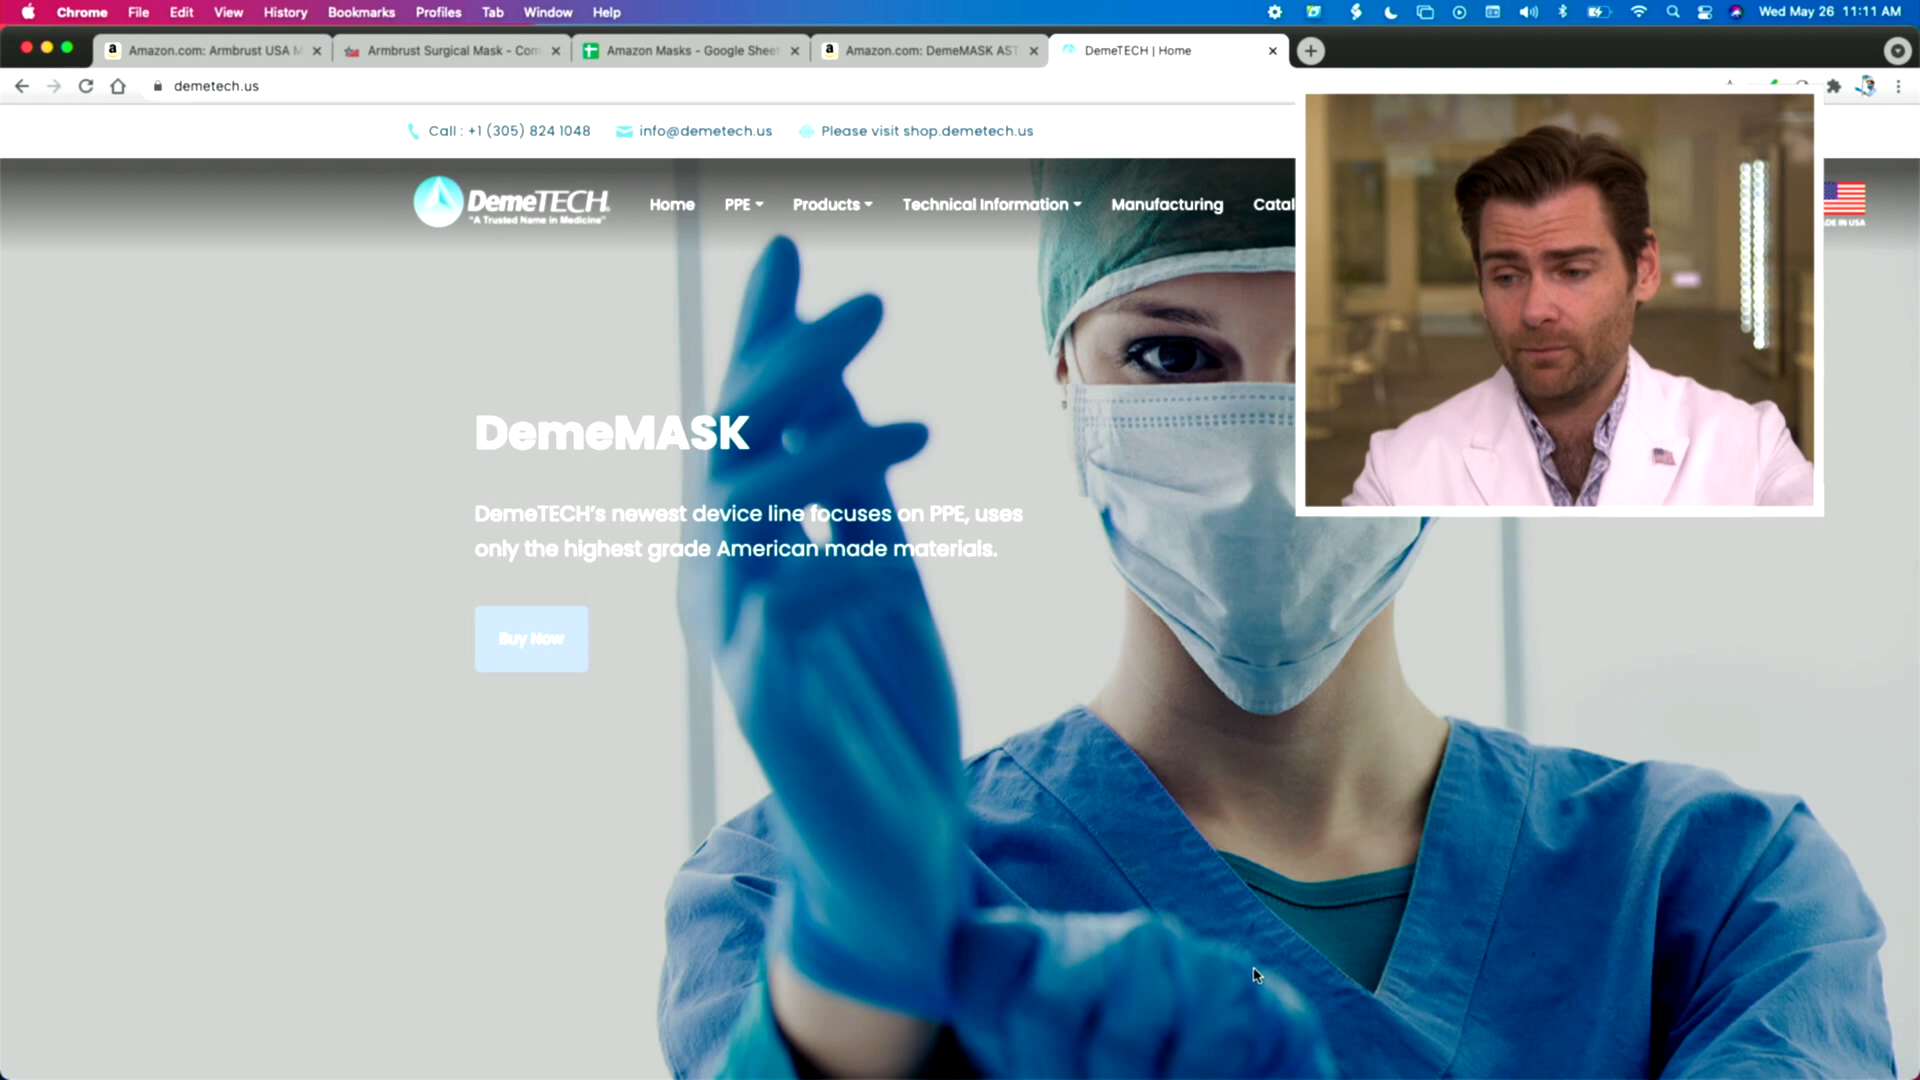 Chrome File Edit View History Bookmarks Profiles Tab Window Help Wed May 26 11:11 AM
Amazon.com: Armbrust USA M
Armbrust Surgical Mask - Com
Amazon Masks - Google Sheet
Amazon.com: DemeMASK AST
DemeTECH | Home
demetech.us
Call : +1 (305) 824 1048 info@demetech.us Please visit shop.demetech.us
DemeTECH
"A Trusted Name in Medicine"
Home PPE Products Technical Information Manufacturing Catal
DE IN USA
DemeMASK
DemeTECH's newest device line focuses on PPE, uses
only the highest grade American made materials.
Buy Now